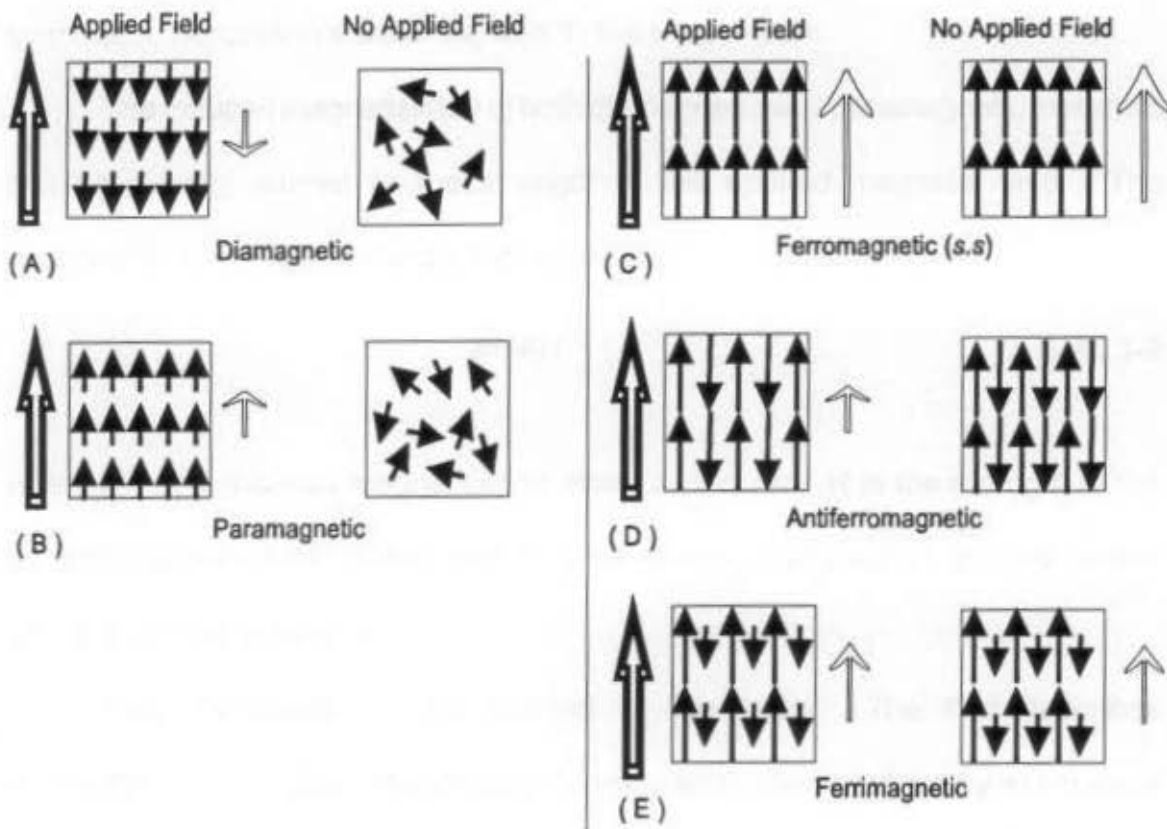 Applied Field
No Applied Field
Diamagnetic
( A )
Paramagnetic
( B )
Applied Field
No Applied Field
Ferromagnetic (s.s)
( C )
Antiferromagnetic
( D )
Ferrimagnetic
( E )